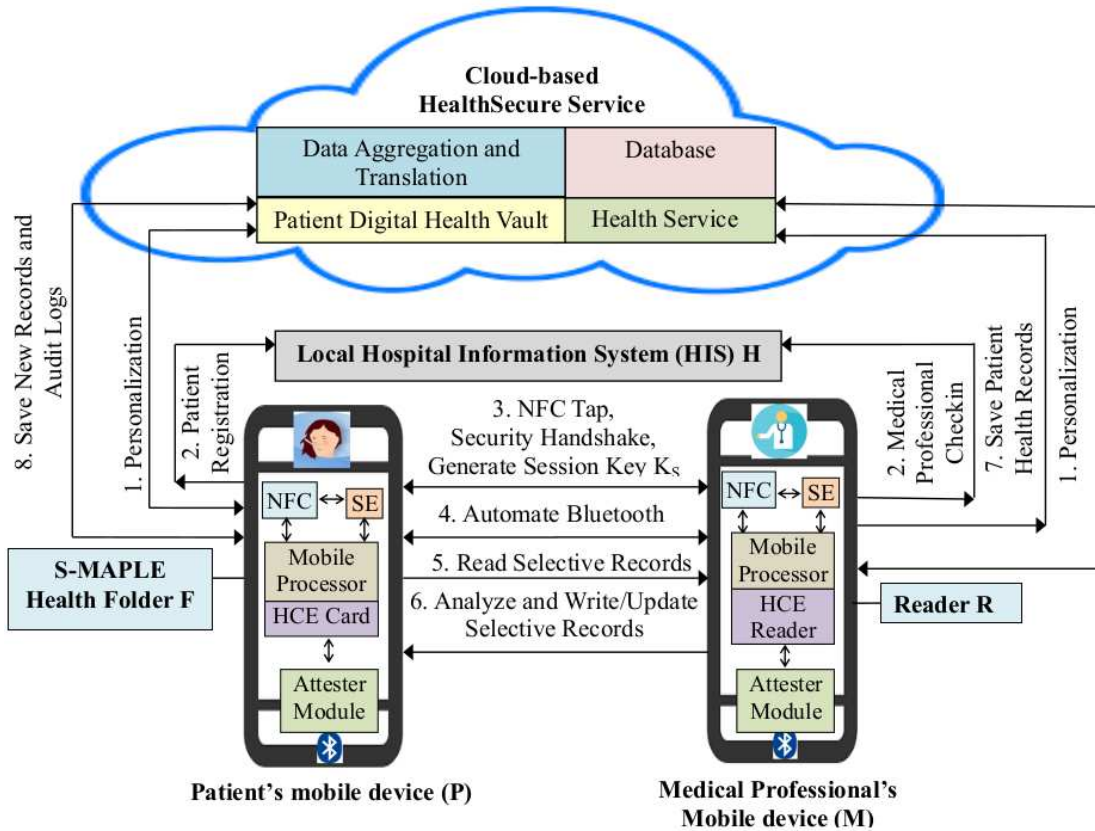 Cloud-based
HealthSecure Service
Data Aggregation and
Translation
Database
Patient Digital Health Vault
Health Service
8. Save New Records and
Audit Logs
1. Personalization
2. Patient
Registration
Local Hospital Information System (HIS) H
2. Medical
Professional
Checkin
7. Save Patient
Health Records
1. Personalization
3. NFC Tap,
Security Handshake,
Generate Session Key KS
4. Automate Bluetooth
5. Read Selective Records
6. Analyze and Write/Update
Selective Records
NFC
SE
Mobile
Processor
HCE Card
Attester
Module
S-MAPLE
Health Folder F
NFC
SE
Mobile
Processor
HCE
Reader
Attester
Module
Reader R
Patient’s mobile device (P)
Medical Professional’s
Mobile device (M)